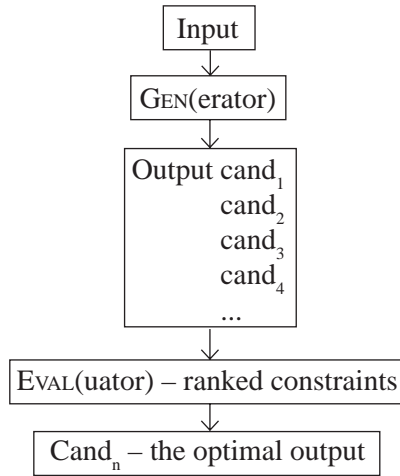 Input
GEN(erator)
Output cand₁
cand₂
cand₃
cand₄
...
EVAL(uator) – ranked constraints
Candₙ – the optimal output